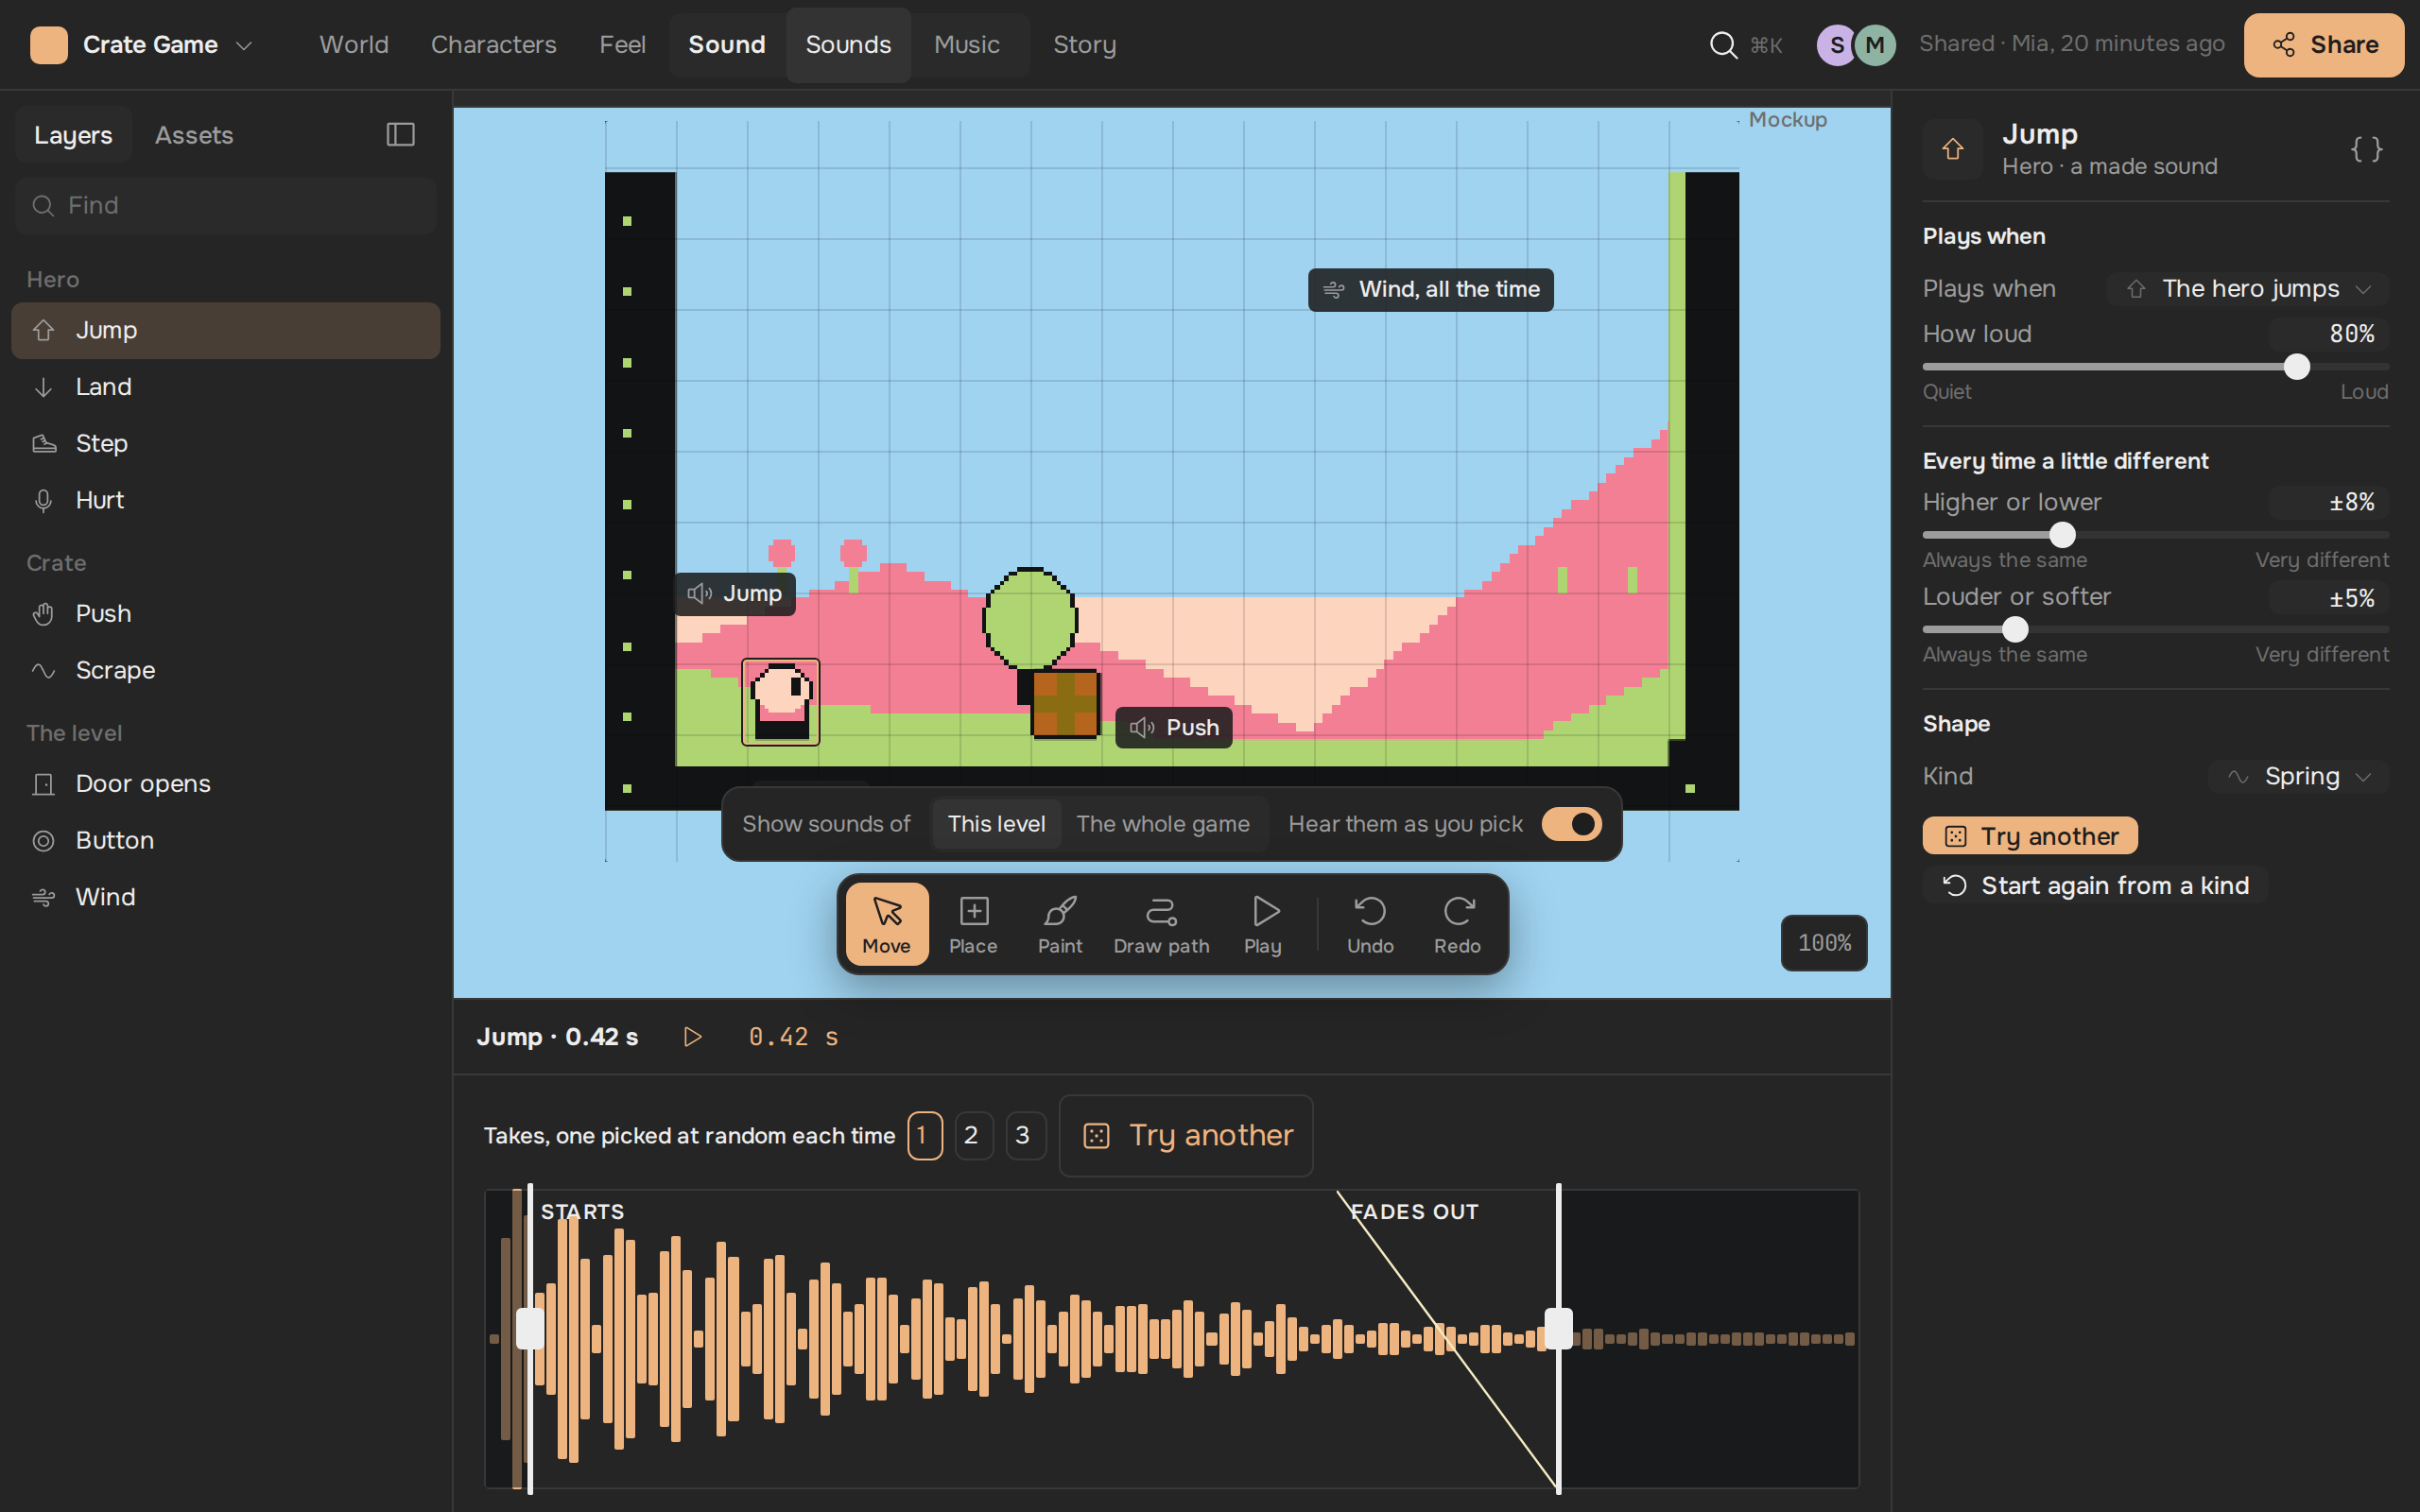 Crate Game
World
Characters
Feel
Sound
Sounds
Music
Story
⌘K
S
M
Shared · Mia, 20 minutes ago
Share
Layers
Assets
Find
Hero
Jump
Land
Step
Hurt
Crate
Push
Scrape
The level
Door opens
Button
Wind
Mockup
Wind, all the time
Jump
Push
Show sounds of
This level
The whole game
Hear them as you pick
Move
Place
Paint
Draw path
Play
Undo
Redo
100%
Jump · 0.42 s
0.42 s
Takes, one picked at random each time
1
2
3
Try another
STARTS
FADES OUT
Jump
Hero · a made sound
{ }
Plays when
Plays when
The hero jumps
How loud
80%
Quiet
Loud
Every time a little different
Higher or lower
±8%
Always the same
Very different
Louder or softer
±5%
Always the same
Very different
Shape
Kind
Spring
Try another
Start again from a kind